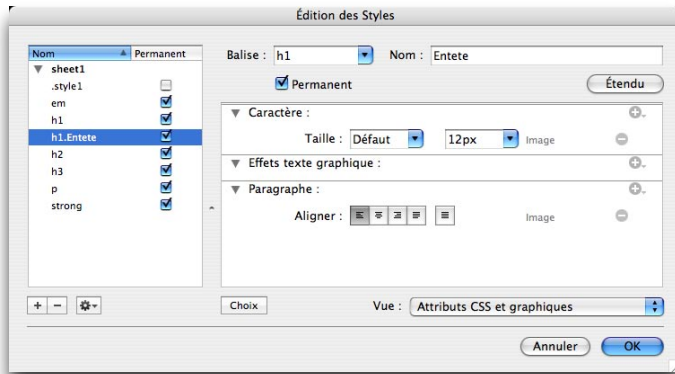 Édition des Styles
Nom Permanent
sheet1
.style1
em
h1
h1.Entete
h2
h3
p
strong
Balise : h1 Nom : Entete
Permanent Étendu
Caractère :
Taille : Défaut 12px Image
Effets texte graphique :
Paragraphe :
Aligner : Image
Choix Vue : Attributs CSS et graphiques
Annuler OK